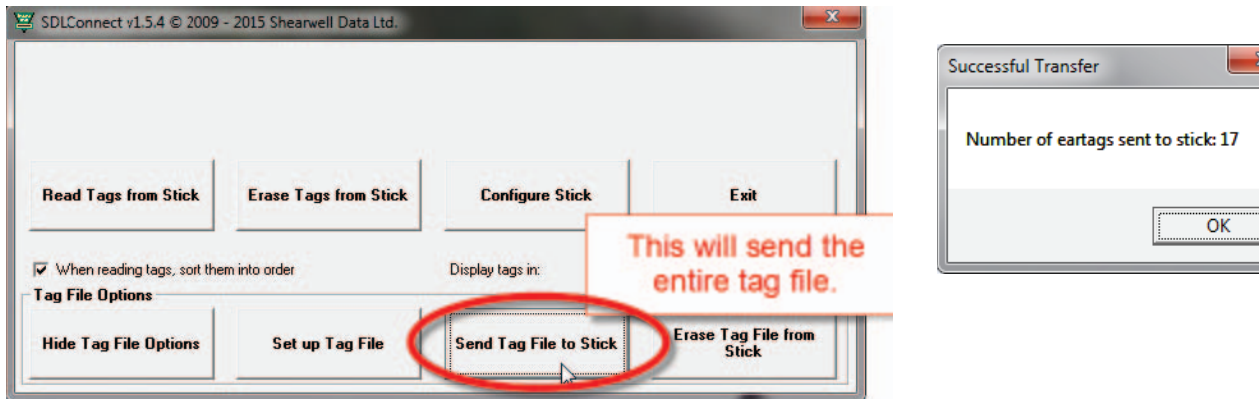 SDLConnect v1.5.4 © 2009 - 2015 Shearwell Data Ltd.
Read Tags from Stick
Erase Tags from Stick
Configure Stick
Exit
When reading tags, sort them into order
Display tags in:
This will send the
entire tag file.
Tag File Options
Hide Tag File Options
Set up Tag File
Send Tag File to Stick
Erase Tag File from
Stick
Successful Transfer
Number of eartags sent to stick: 17
OK